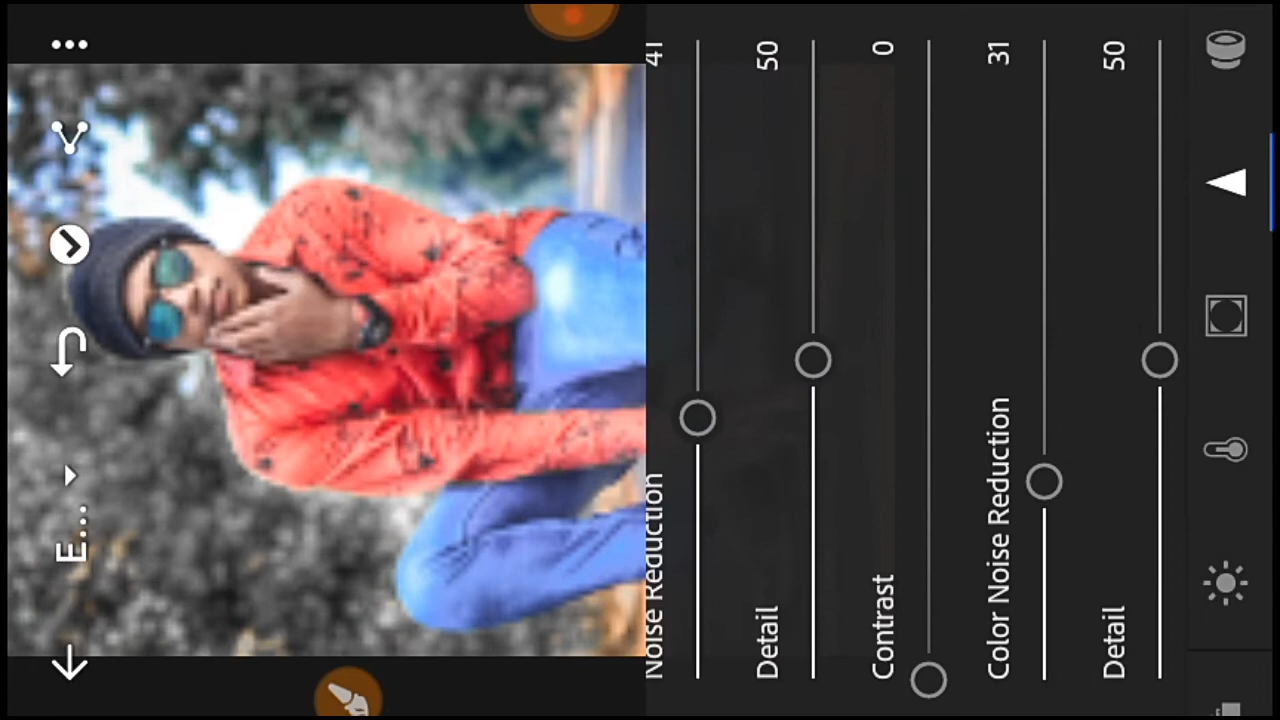 E...
Noise Reduction 41
Detail 50
Contrast 0
Color Noise Reduction 31
Detail 50